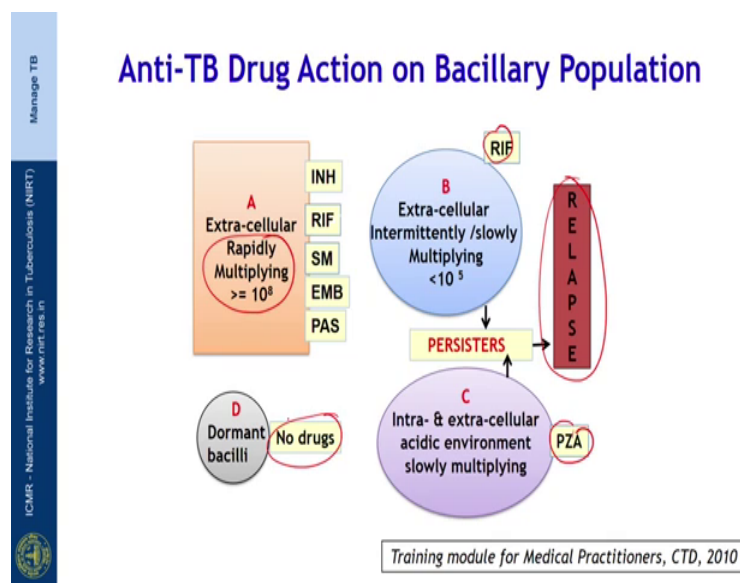 Manage TB
ICMR - National Institute for Research in Tuberculosis (NIRT)
www.nirt.res.in
Anti-TB Drug Action on Bacillary Population
A
Extra-cellular
Rapidly
Multiplying
>= 10⁸
INH
RIF
SM
EMB
PAS
RIF
B
Extra-cellular
Intermittently /slowly
Multiplying
<10 ⁵
PERSISTERS
RELAPSE
D
Dormant
bacilli
No drugs
C
Intra- & extra-cellular
acidic environment
slowly multiplying
PZA
Training module for Medical Practitioners, CTD, 2010